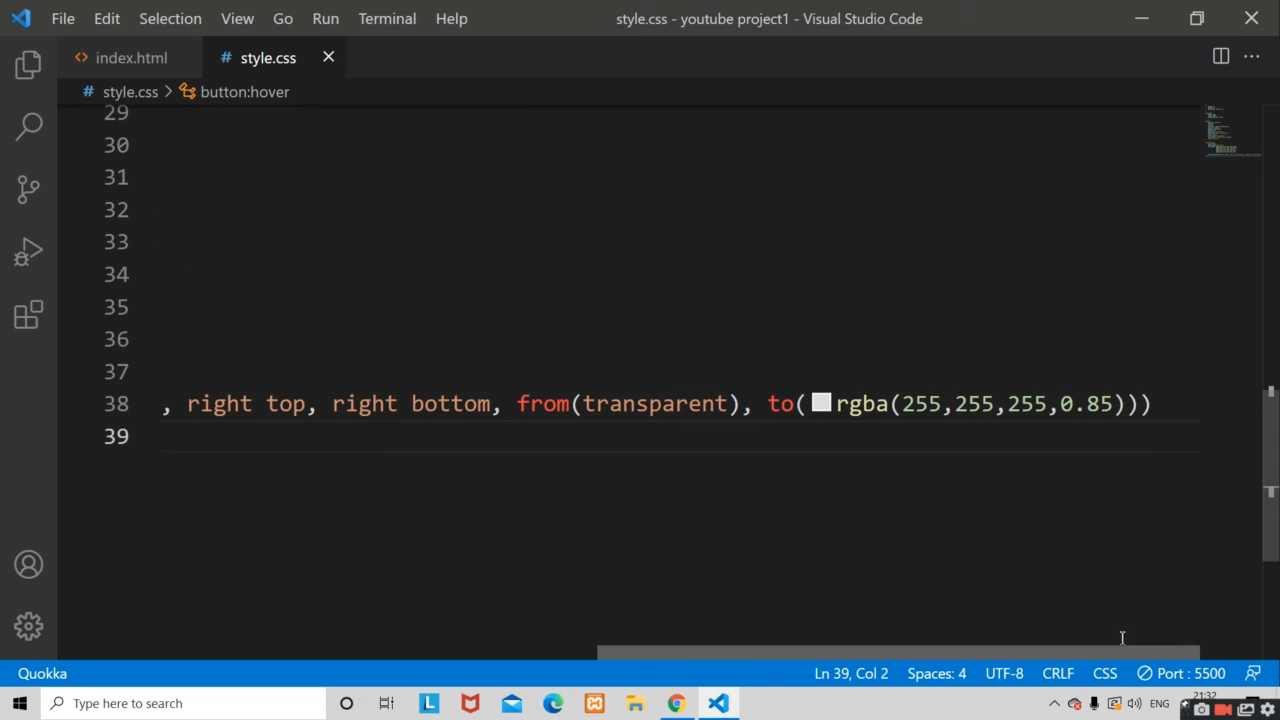 File Edit Selection View Go Run Terminal Help style.css - youtube project1 - Visual Studio Code
index.html style.css
style.css button:hover
29
30
31
32
33
34
35
36
37
38 , right top, right bottom, from(transparent), to(rgba(255,255,255,0.85)))
39
Quokka Ln 39, Col 2 Spaces: 4 UTF-8 CRLF CSS Port : 5500
Type here to search ENG 21:32